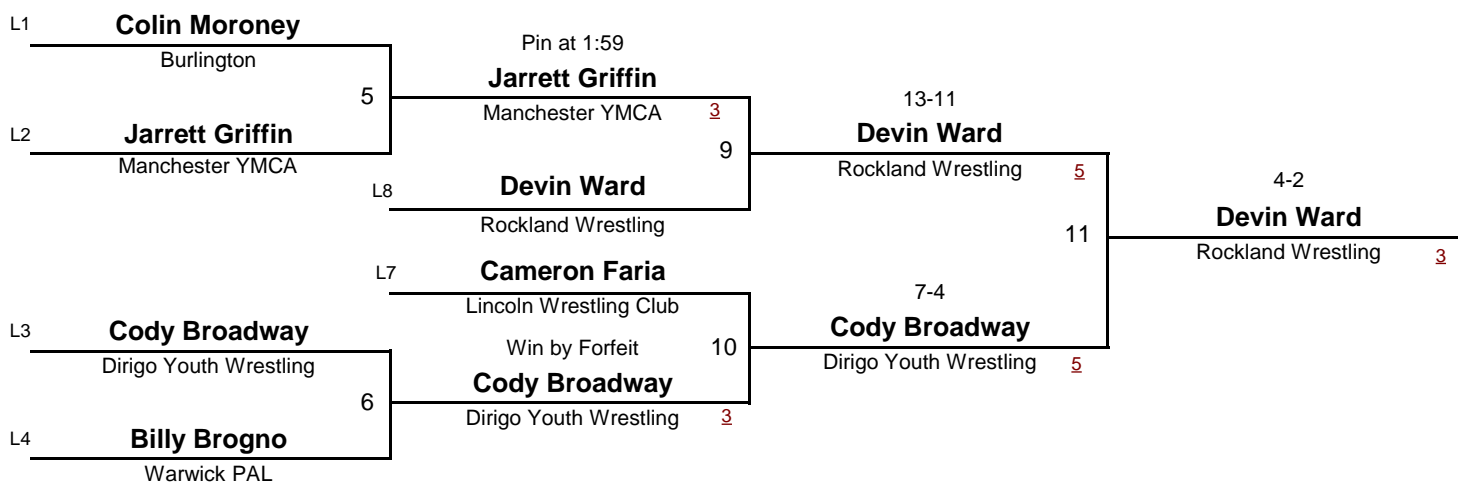 L1
Colin Moroney
Burlington
5
L2
Jarrett Griffin
Manchester YMCA
Pin at 1:59
Jarrett Griffin
Manchester YMCA
3
9
L8
Devin Ward
Rockland Wrestling
13-11
Devin Ward
Rockland Wrestling
5
11
4-2
Devin Ward
Rockland Wrestling
3
L7
Cameron Faria
Lincoln Wrestling Club
10
L3
Cody Broadway
Dirigo Youth Wrestling
6
L4
Billy Brogno
Warwick PAL
Win by Forfeit
Cody Broadway
Dirigo Youth Wrestling
3
7-4
Cody Broadway
Dirigo Youth Wrestling
5